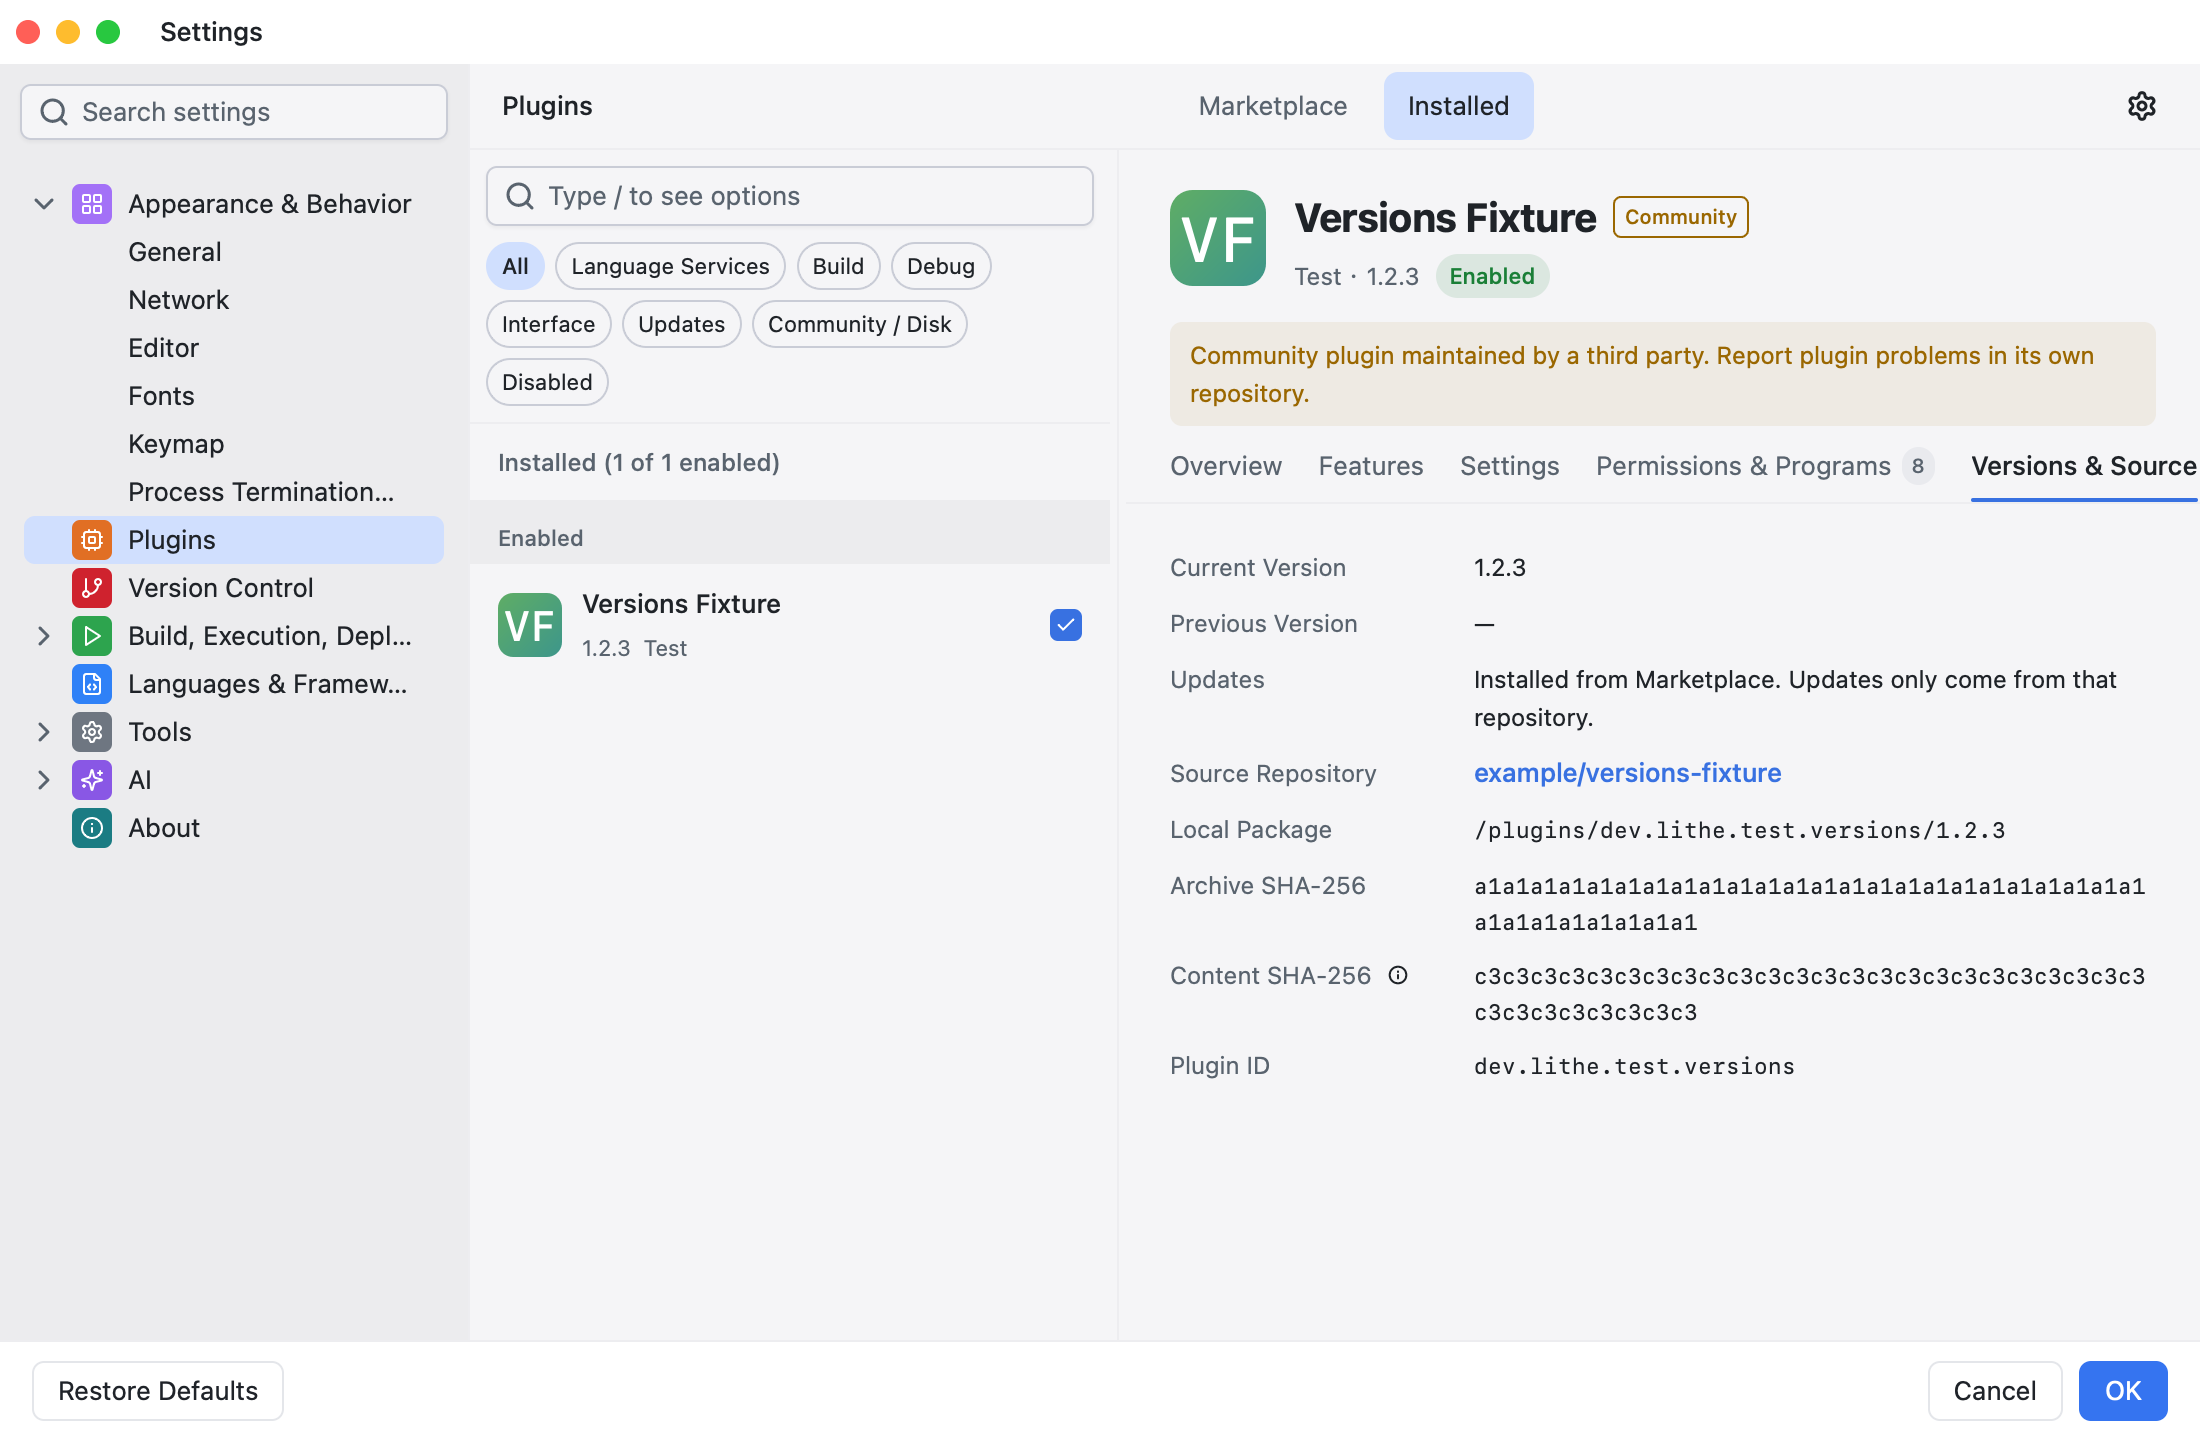 Settings
Search settings
Appearance & Behavior
General
Network
Editor
Fonts
Keymap
Process Termination...
Plugins
Version Control
Build, Execution, Depl...
Languages & Framew...
Tools
AI
About
Plugins
Marketplace
Installed
Type / to see options
All
Language Services
Build
Debug
Interface
Updates
Community / Disk
Disabled
Installed (1 of 1 enabled)
Enabled
VF
Versions Fixture
1.2.3 Test
VF
Versions Fixture
Community
Test · 1.2.3
Enabled
Community plugin maintained by a third party. Report plugin problems in its own
repository.
Overview
Features
Settings
Permissions & Programs 8
Versions & Source
Current Version
1.2.3
Previous Version
—
Updates
Installed from Marketplace. Updates only come from that
repository.
Source Repository
example/versions-fixture
Local Package
/plugins/dev.lithe.test.versions/1.2.3
Archive SHA-256
a1a1a1a1a1a1a1a1a1a1a1a1a1a1a1a1a1a1a1a1a1a1a1a1
a1a1a1a1a1a1a1a1
Content SHA-256
c3c3c3c3c3c3c3c3c3c3c3c3c3c3c3c3c3c3c3c3c3c3c3c3
c3c3c3c3c3c3c3c3
Plugin ID
dev.lithe.test.versions
Restore Defaults
Cancel
OK